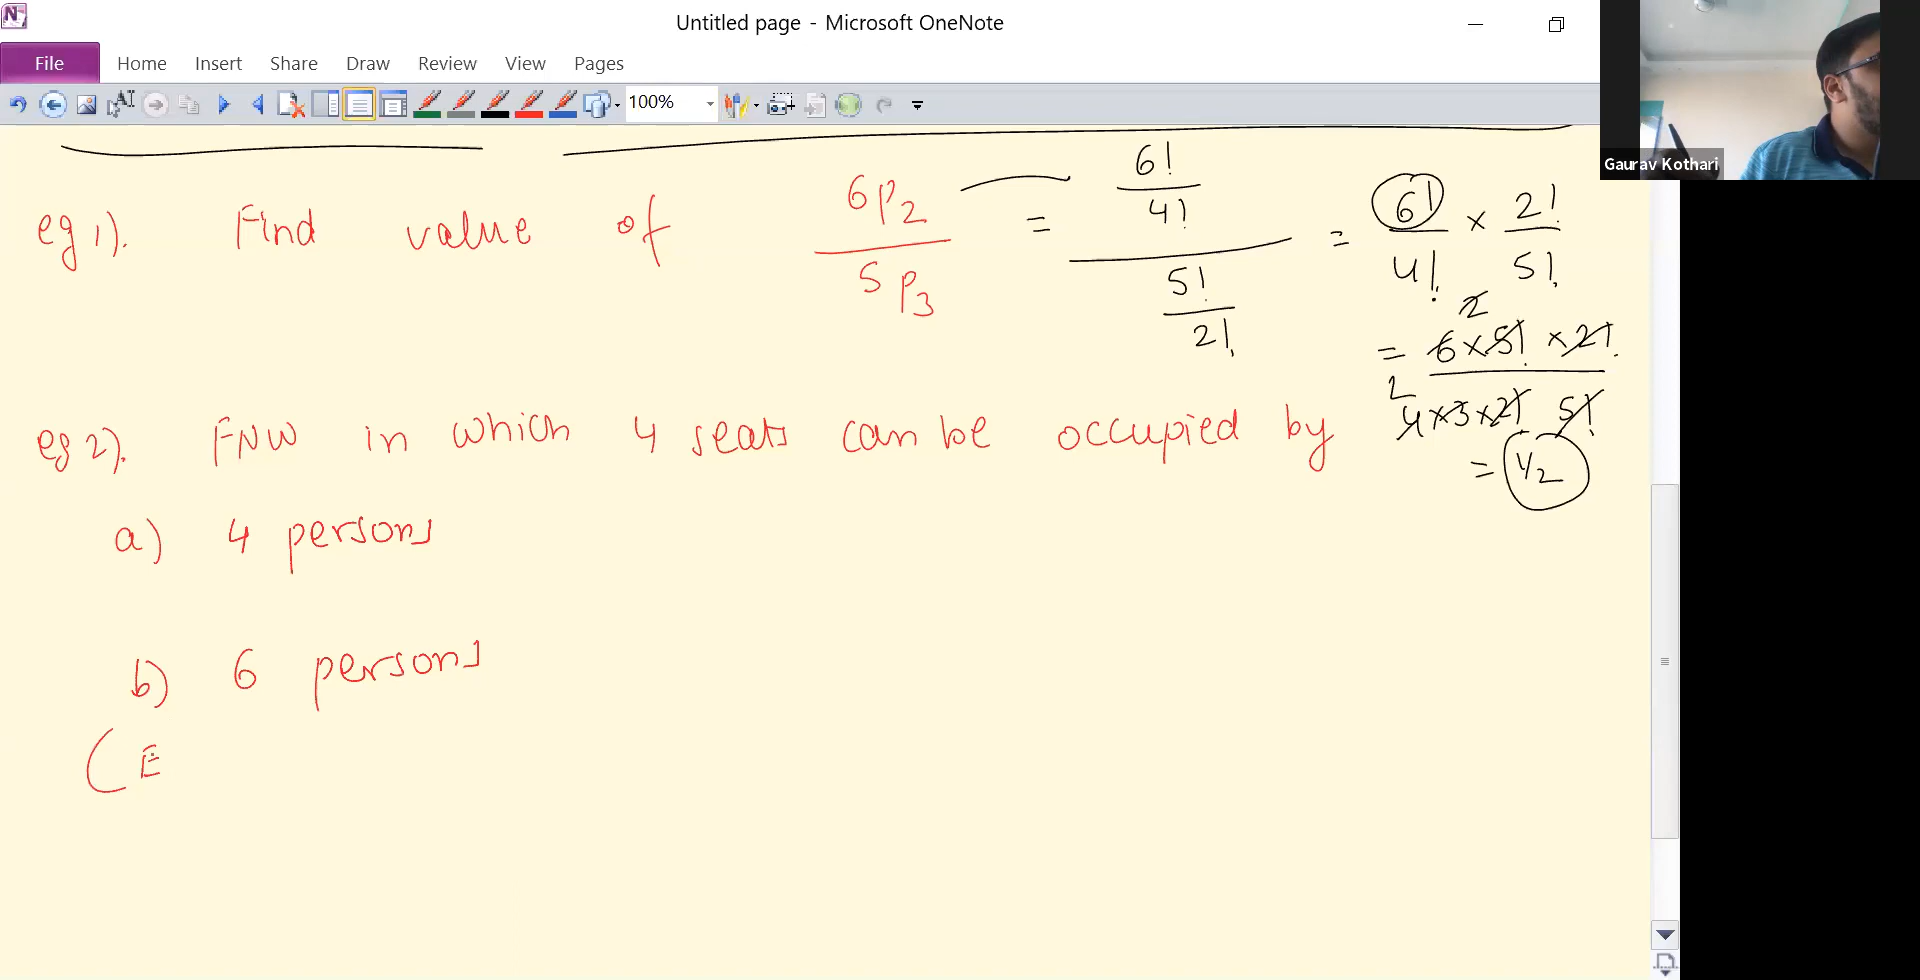 Untitled page - Microsoft OneNote
File Home Insert Share Draw Review View Pages
100%
Gaurav Kothari
eg 1). Find value of 6P2 / 5P3 = (6! / 4!) / (5! / 2!) = 6! / 4! × 2! / 5!
= 6 × 5! × 2! / 4 × 3 × 2! 5!
2
2
= 1/2
eg 2). FNW in which 4 seats can be occupied by
a) 4 persons
b) 6 persons
( E